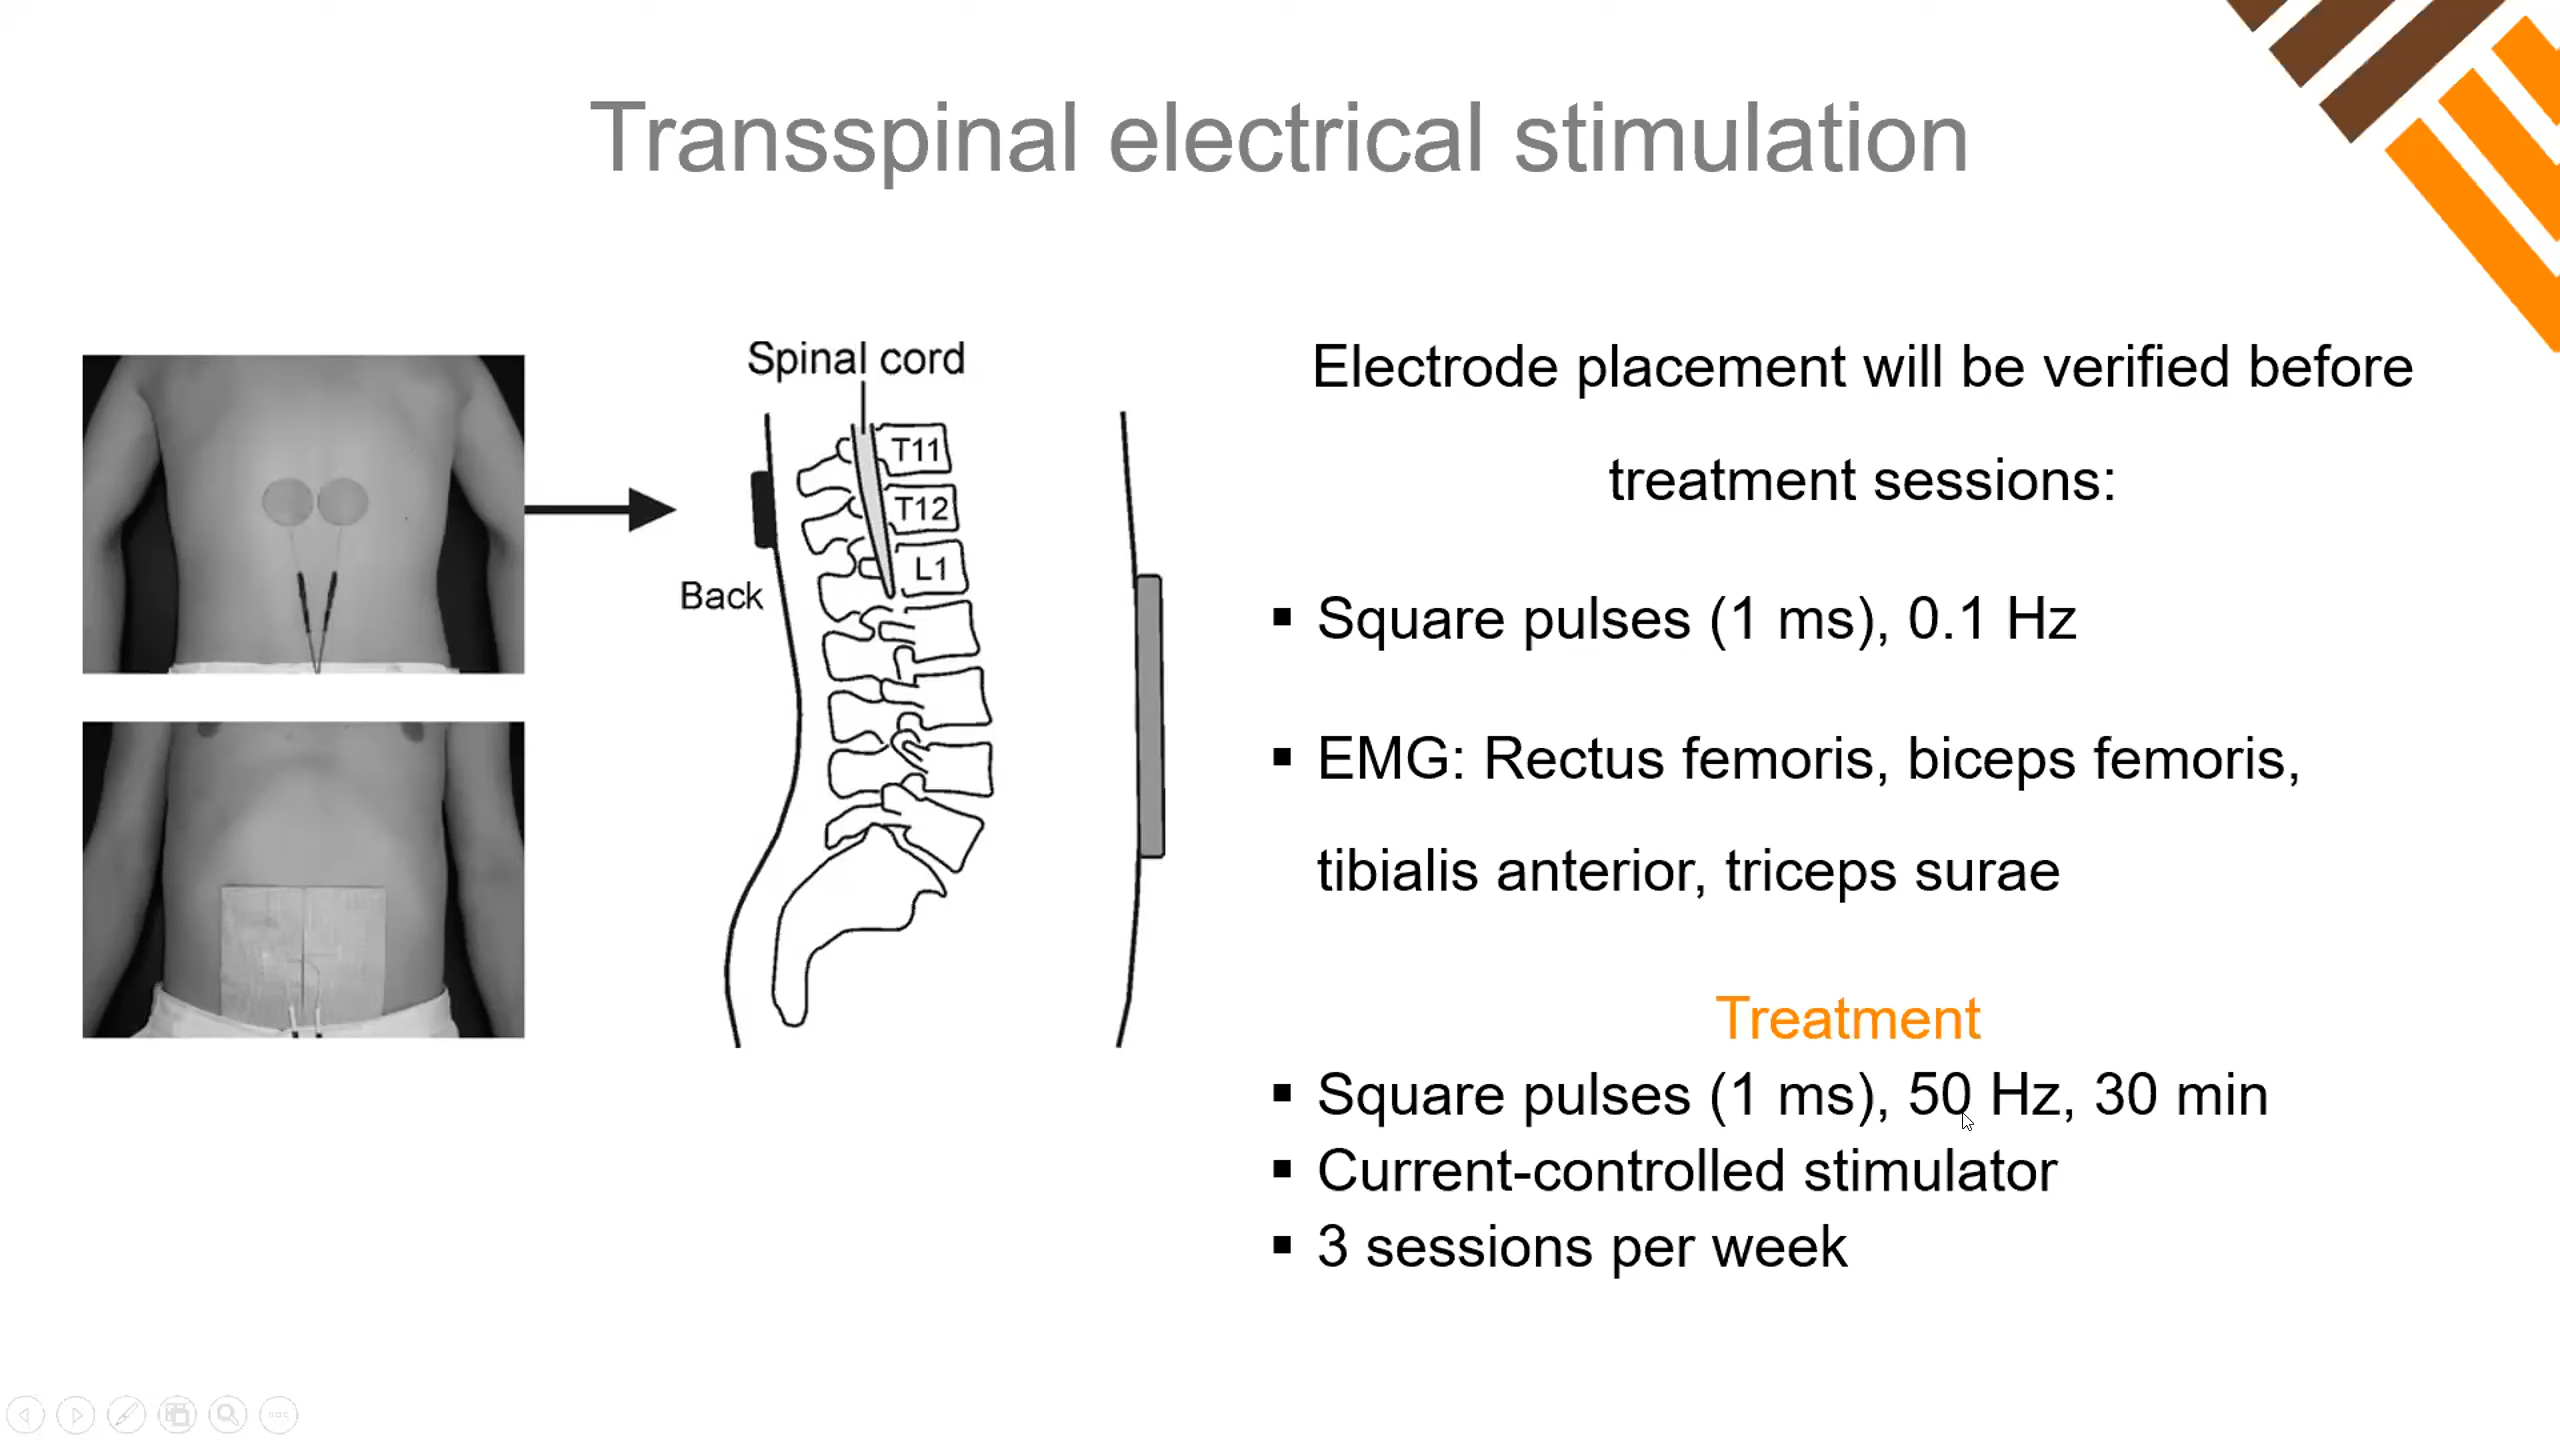 Transspinal electrical stimulation
Spinal cord
T11
T12
L1
Back
Electrode placement will be verified before
treatment sessions:
▪ Square pulses (1 ms), 0.1 Hz
▪ EMG: Rectus femoris, biceps femoris,
tibialis anterior, triceps surae
Treatment
▪ Square pulses (1 ms), 50 Hz, 30 min
▪ Current-controlled stimulator
▪ 3 sessions per week